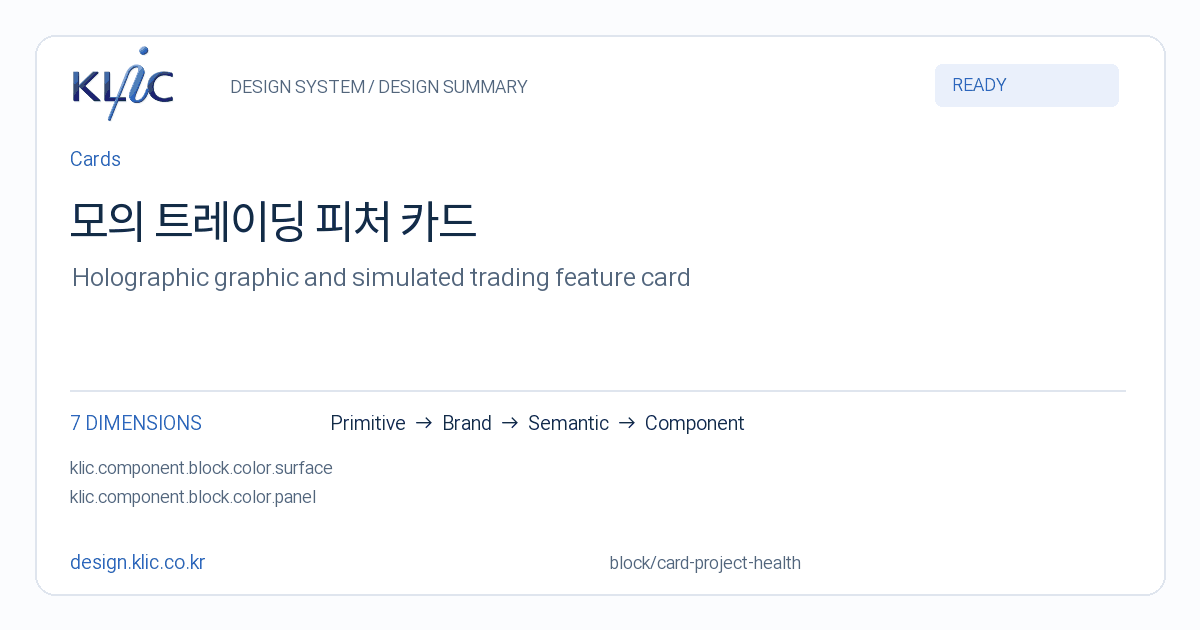 KLiC
DESIGN SYSTEM / DESIGN SUMMARY
READY
Cards
모의 트레이딩 피처 카드
Holographic graphic and simulated trading feature card
7 DIMENSIONS
Primitive → Brand → Semantic → Component
klic.component.block.color.surface
klic.component.block.color.panel
design.klic.co.kr
block/card-project-health